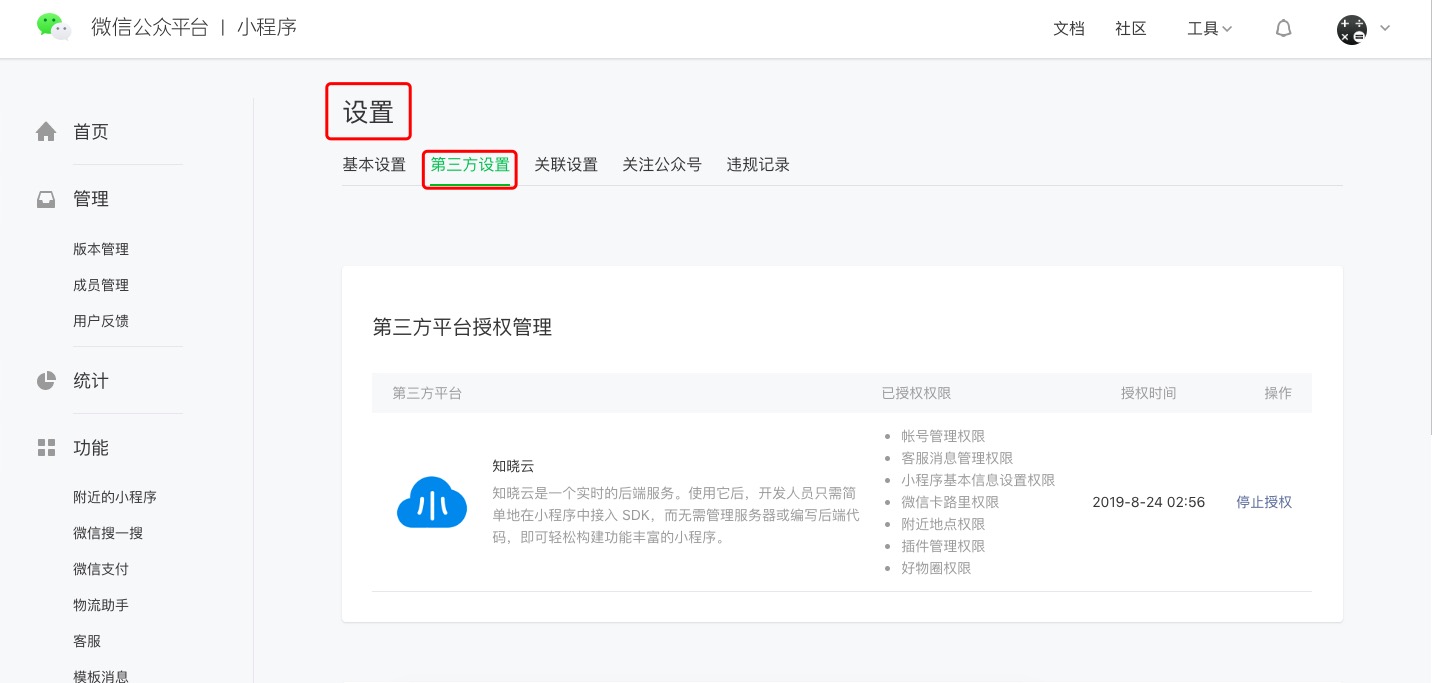 微信公众平台 | 小程序
文档 社区 工具
首页
管理
版本管理
成员管理
用户反馈
统计
功能
附近的小程序
微信搜一搜
微信支付
物流助手
客服
模板消息
设置
基本设置 第三方设置 关联设置 关注公众号 违规记录
第三方平台授权管理
第三方平台 已授权权限 授权时间 操作
知晓云
知晓云是一个实时的后端服务。使用它后，开发人员只需简
单地在小程序中接入 SDK，而无需管理服务器或编写后端代
码，即可轻松构建功能丰富的小程序。
帐号管理权限
客服消息管理权限
小程序基本信息设置权限
微信卡路里权限
附近地点权限
插件管理权限
好物圈权限
2019-8-24 02:56
停止授权